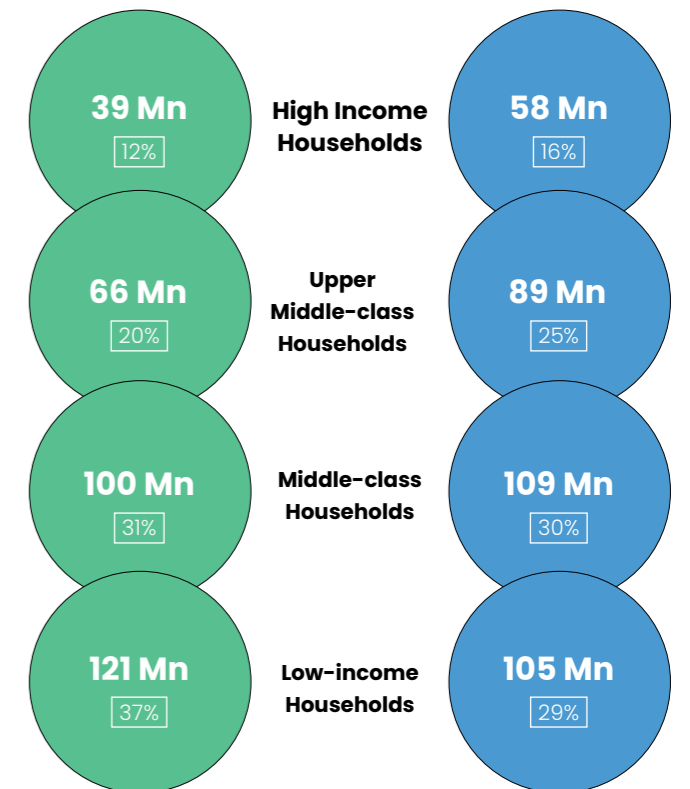 39 Mn
12%
High Income
Households
58 Mn
16%
66 Mn
20%
Upper
Middle-class
Households
89 Mn
25%
100 Mn
31%
Middle-class
Households
109 Mn
30%
121 Mn
37%
Low-income
Households
105 Mn
29%